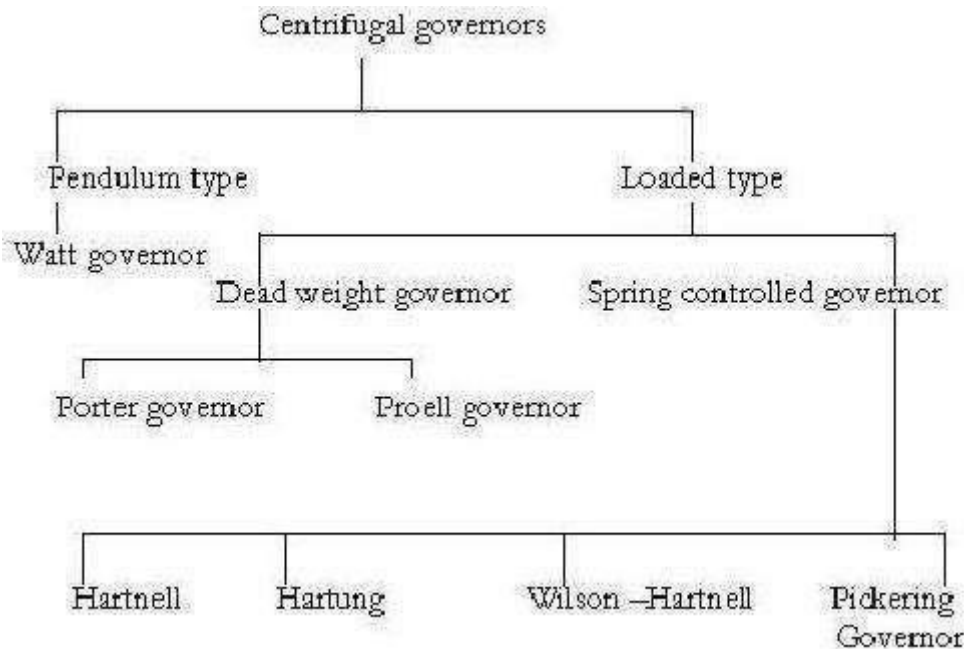 Centrifugal governors
Pendulum type
Loaded type
Watt governor
Dead weight governor
Spring controlled governor
Porter governor
Proell governor
Hartnell
Hartung
Wilson –Hartnell
Pickering
Governor